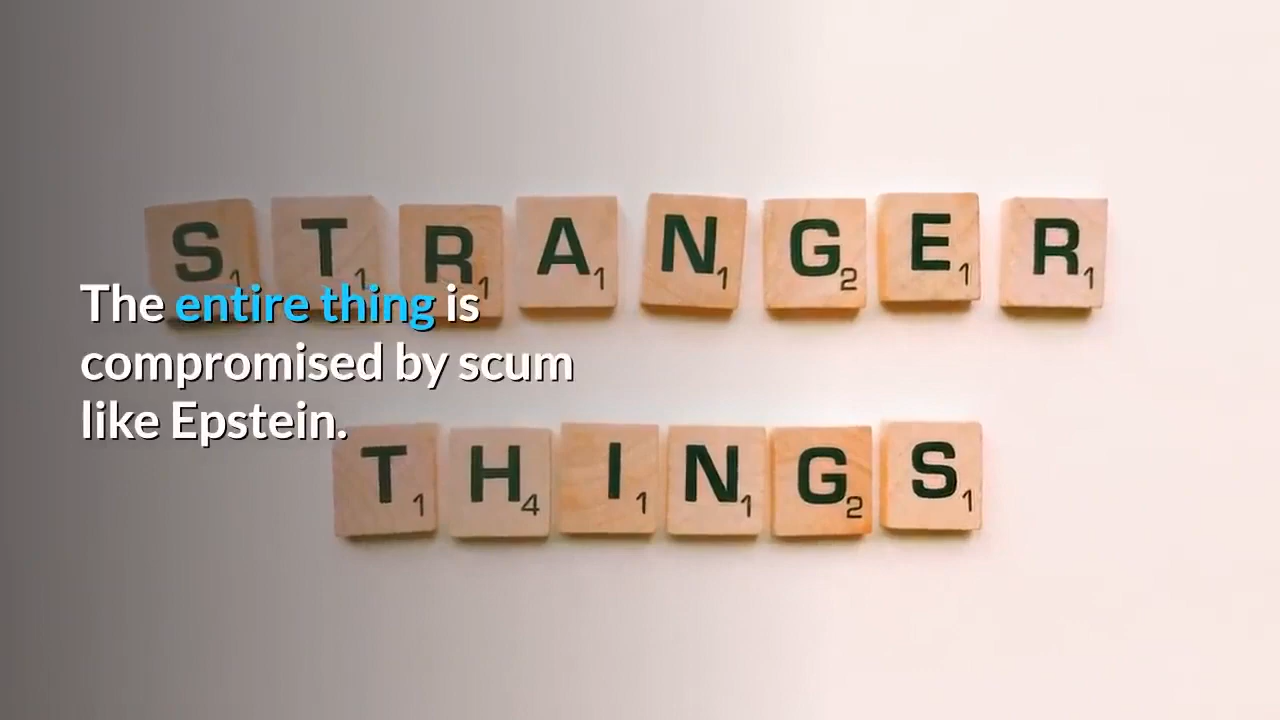 STRANGER
The entire thing is
compromised by scum
like Epstein.
THINGS